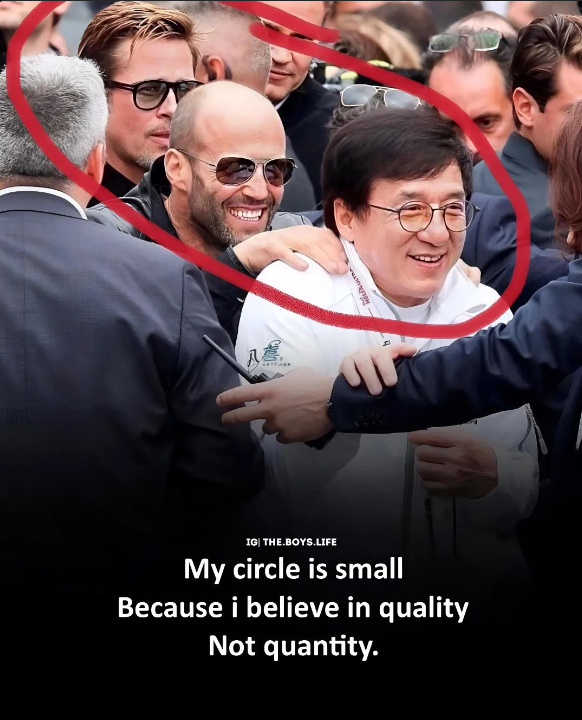 IG| THE.BOYS.LIFE
My circle is small
Because i believe in quality
Not quantity.